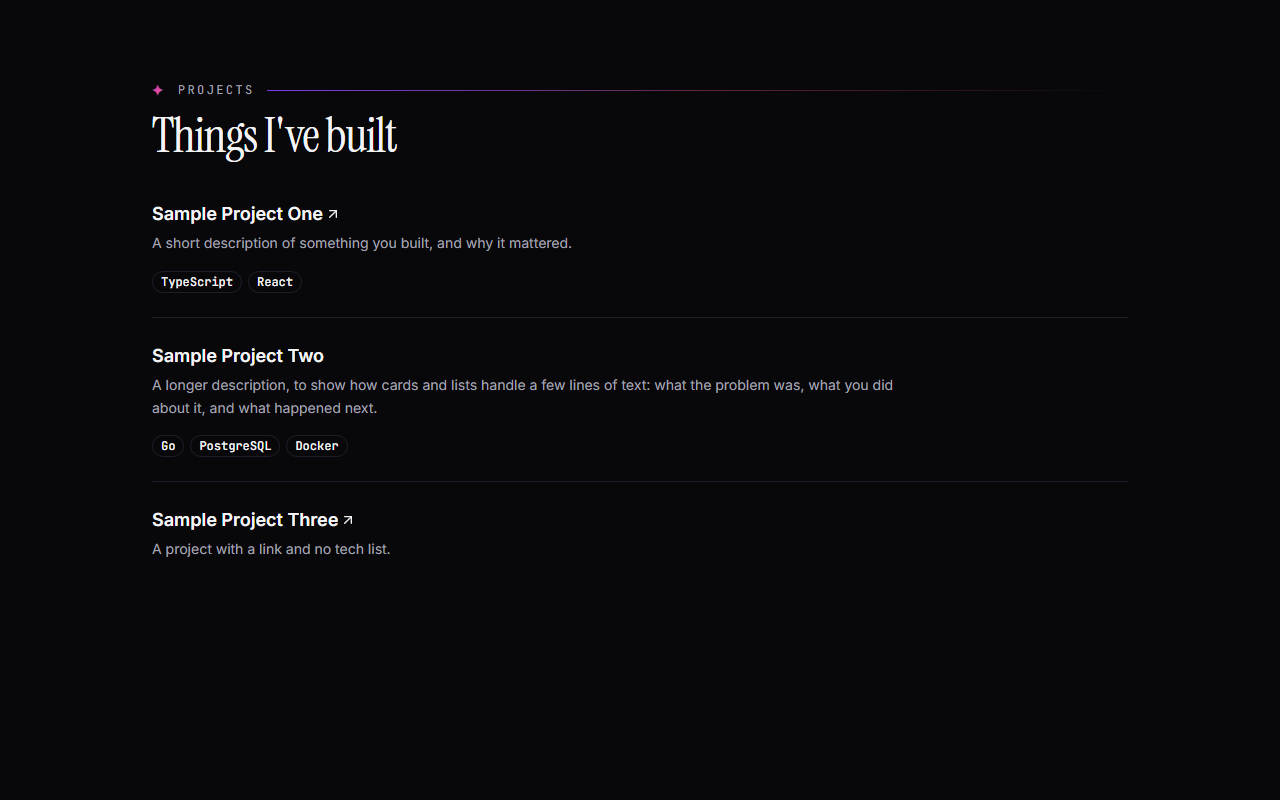 PROJECTS
Things I've built
Sample Project One
A short description of something you built, and why it mattered.
TypeScript React
Sample Project Two
A longer description, to show how cards and lists handle a few lines of text: what the problem was, what you did
about it, and what happened next.
Go PostgreSQL Docker
Sample Project Three
A project with a link and no tech list.